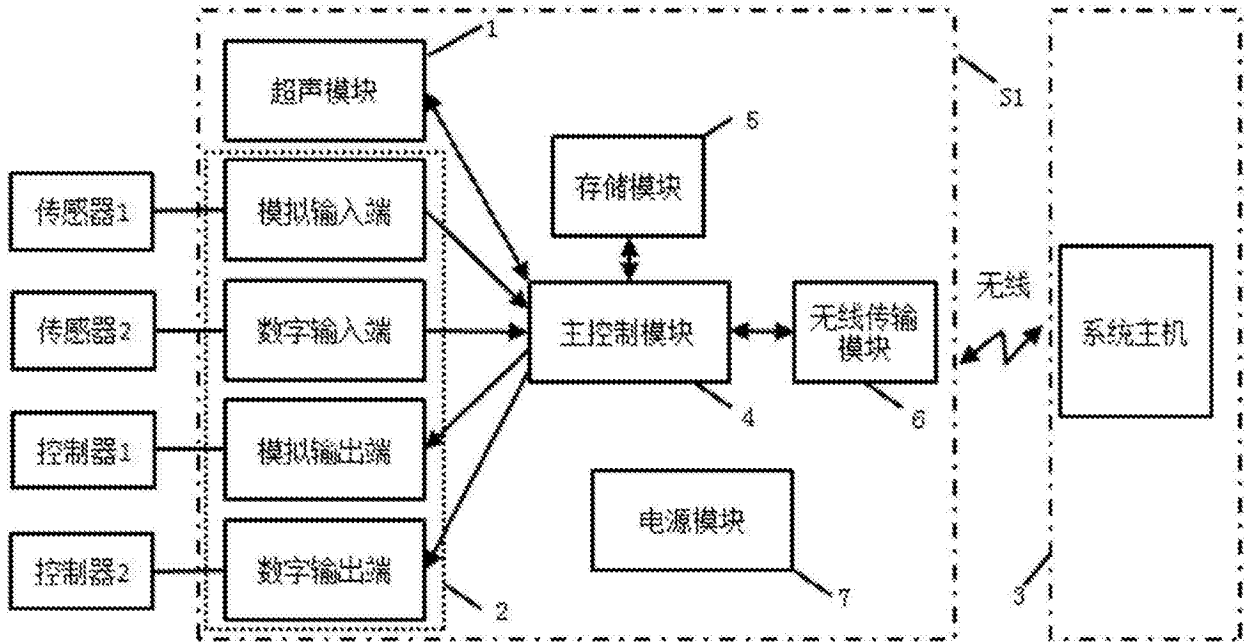 1
超声模块
S1
5
存储模块
传感器1
模拟输入端
无线
传感器2
数字输入端
主控制模块
无线传输
模块
系统主机
4
6
控制器1
模拟输出端
电源模块
控制器2
数字输出端
2
7
3